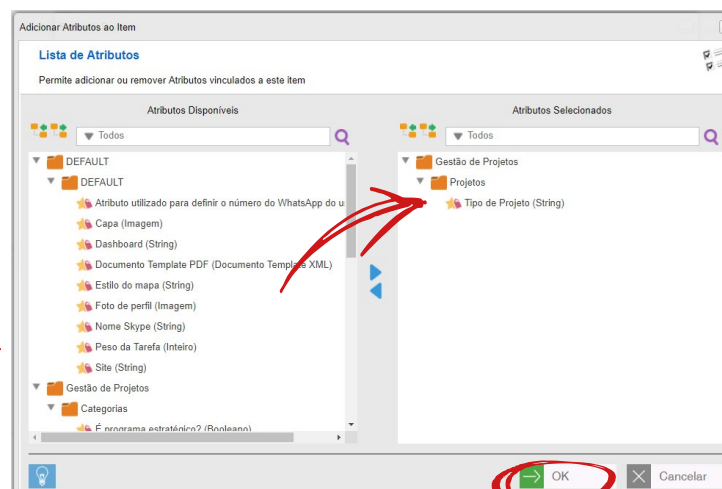 Adicionar Atributos ao Item
Lista de Atributos
Permite adicionar ou remover Atributos vinculados a este item
Atributos Disponíveis
Todos
DEFAULT
DEFAULT
Atributo utilizado para definir o número do WhatsApp do u
Capa (Imagem)
Dashboard (String)
Documento Template PDF (Documento Template XML)
Estilo do mapa (String)
Foto de perfil (Imagem)
Nome Skype (String)
Peso da Tarefa (Inteiro)
Site (String)
Gestão de Projetos
Categorias
É programa estratégico? (Booleano)
Atributos Selecionados
Todos
Gestão de Projetos
Projetos
Tipo de Projeto (String)
OK
Cancelar